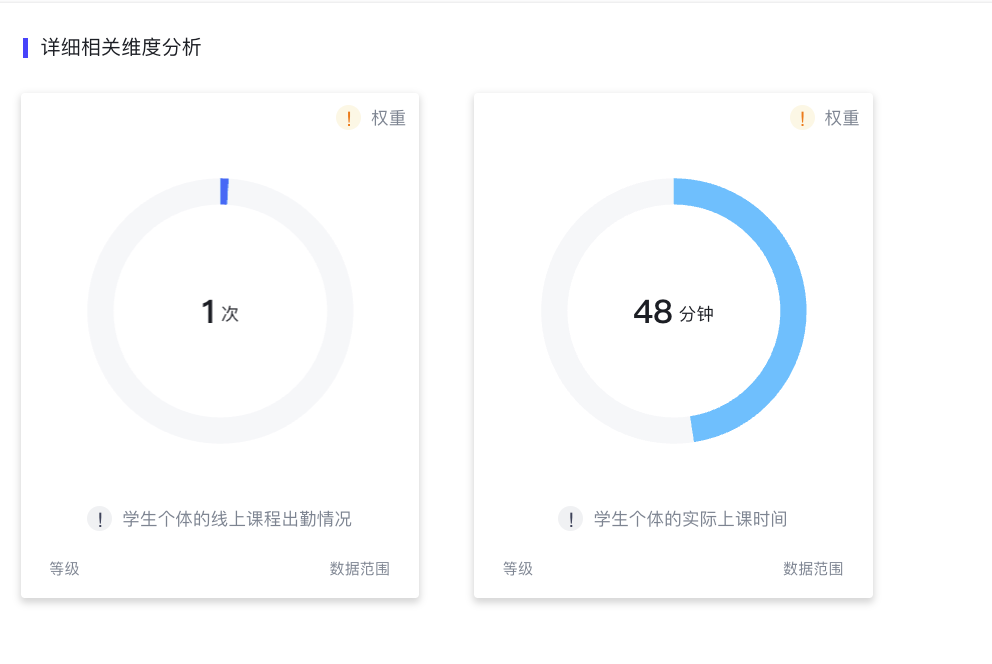 详细相关维度分析
! 权重
1 次
! 学生个体的线上课程出勤情况
等级 数据范围
! 权重
48 分钟
! 学生个体的实际上课时间
等级 数据范围